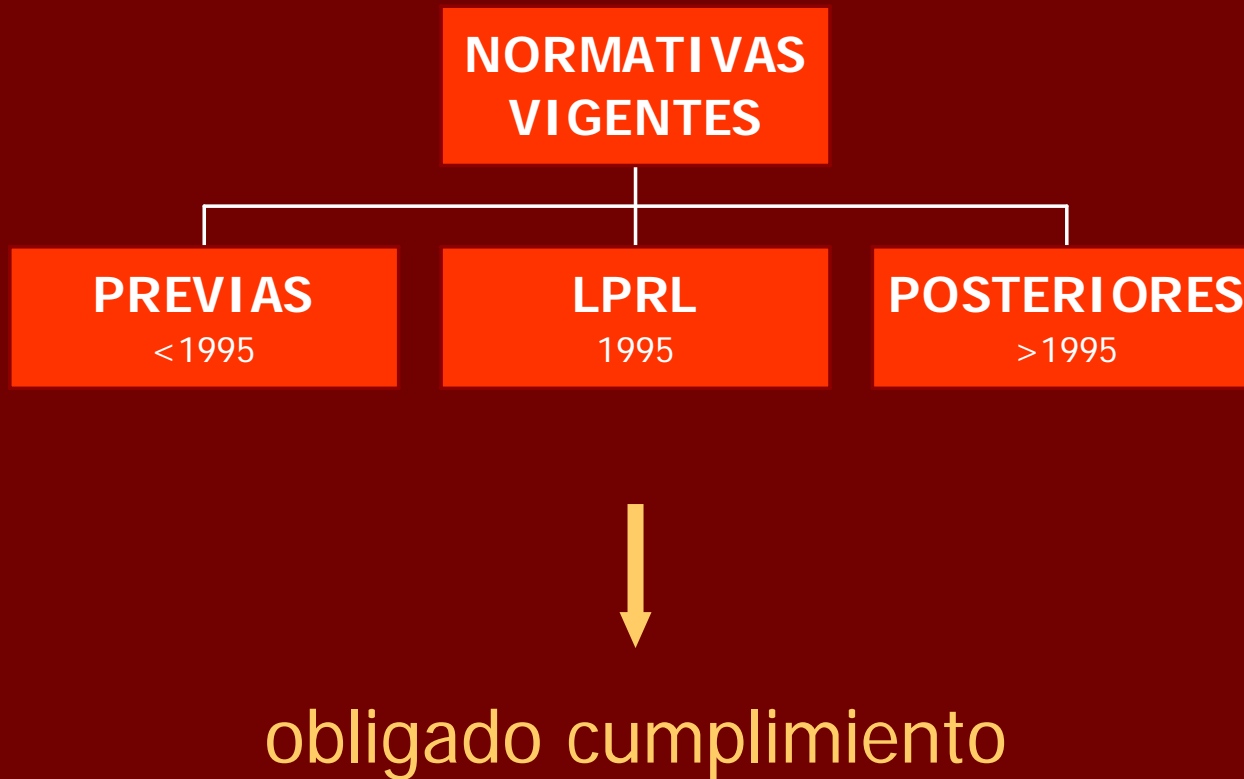 NORMATIVAS
VIGENTES
PREVIAS
<1995
LPRL
1995
POSTERIORES
>1995
obligado cumplimiento